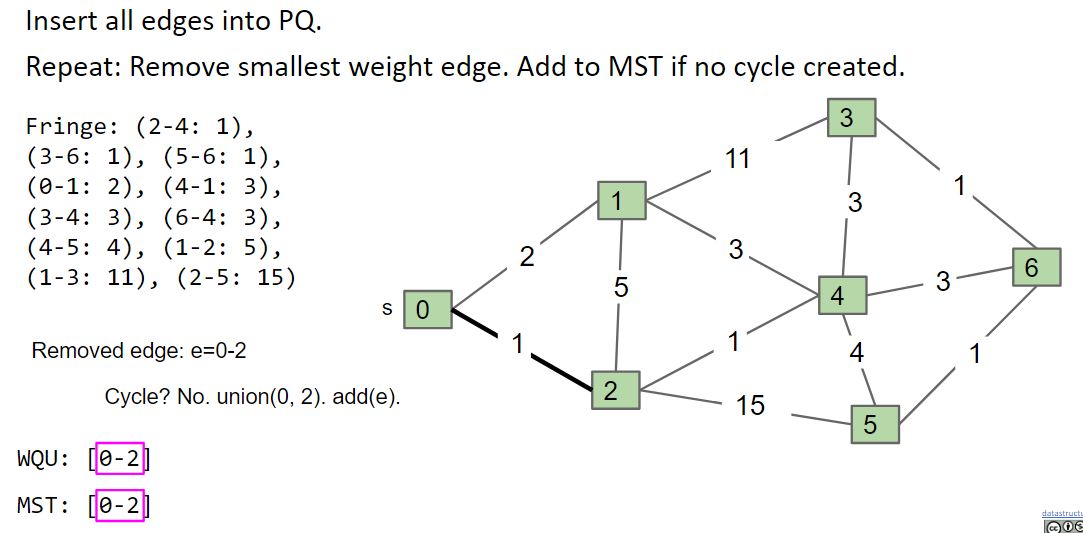 Insert all edges into PQ.
Repeat: Remove smallest weight edge. Add to MST if no cycle created.
Fringe: (2-4: 1),
(3-6: 1), (5-6: 1),
(0-1: 2), (4-1: 3),
(3-4: 3), (6-4: 3),
(4-5: 4), (1-2: 5),
(1-3: 11), (2-5: 15)
Removed edge: e=0-2
Cycle? No. union(0, 2). add(e).
WQU: [0-2]
MST: [0-2]
3
11
1
1
3
2
3
6
5
3
4
s
0
1
1
4
1
2
15
5
datastructu
cc